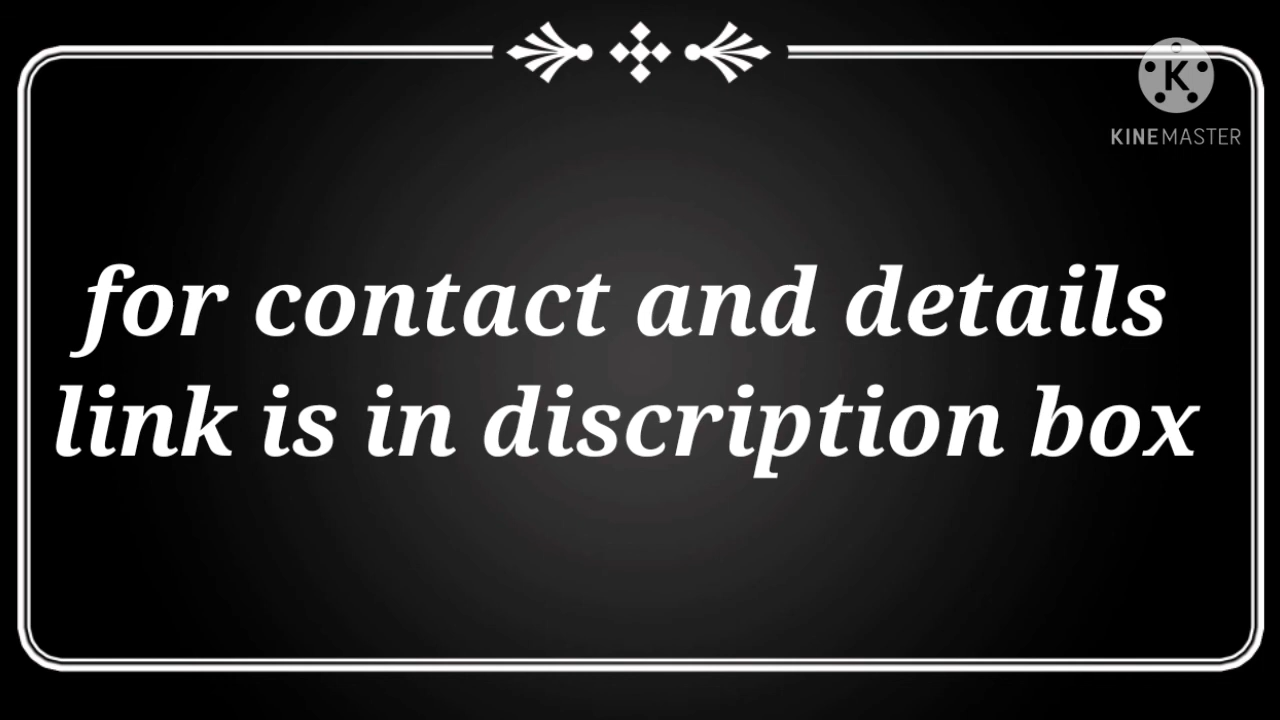 K
KINEMASTER
for contact and details
link is in discription box